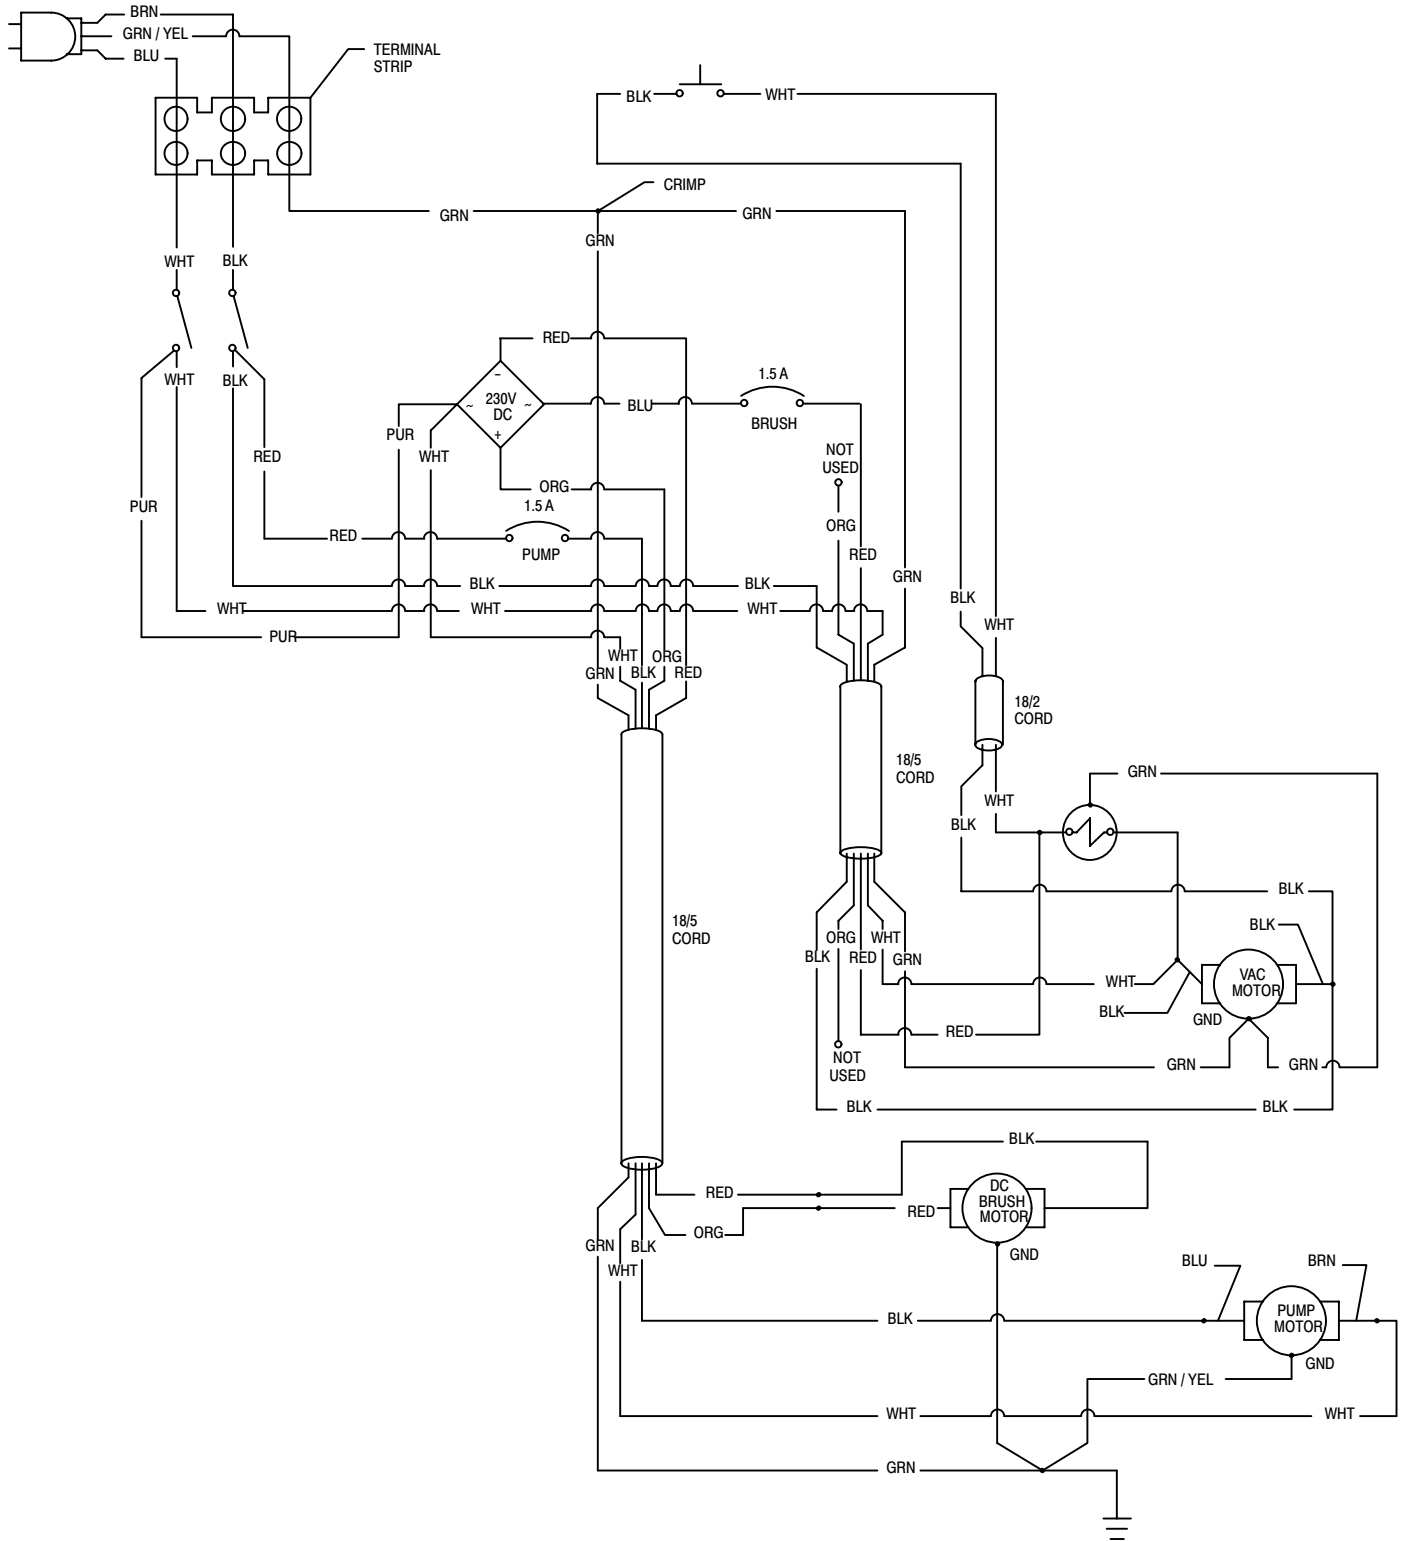 BRN
GRN / YEL
BLU
TERMINAL
STRIP
BLK
WHT
CRIMP
GRN
GRN
GRN
WHT
BLK
RED
WHT
BLK
1.5 A
–
230V
DC
~
~
+
BLU
BRUSH
PUR
WHT
RED
NOT
USED
ORG
PUR
1.5 A
ORG
RED
PUMP
RED
GRN
BLK
BLK
BLK
WHT
WHT
WHT
WHT
PUR
WHT
ORG
GRN
BLK
RED
18/2
CORD
18/5
CORD
GRN
WHT
BLK
BLK
18/5
CORD
BLK
ORG
WHT
BLK
RED
GRN
VAC
MOTOR
WHT
BLK
GND
RED
NOT
USED
GRN
GRN
BLK
BLK
BLK
DC
BRUSH
MOTOR
RED
RED
ORG
GRN
BLK
GND
WHT
BLU
BRN
PUMP
MOTOR
BLK
GND
GRN / YEL
WHT
WHT
GRN